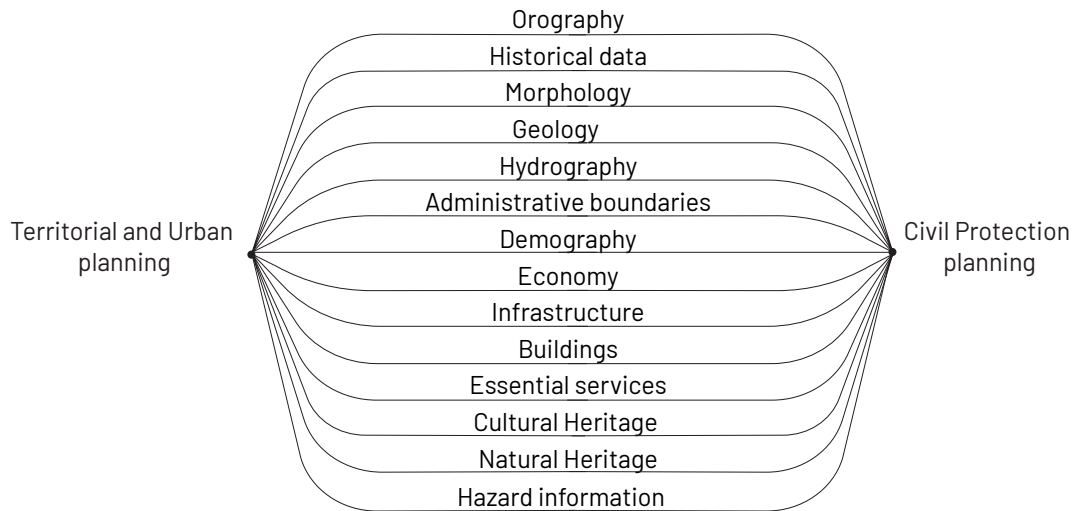 Orography
Historical data
Morphology
Geology
Hydrography
Administrative boundaries
Territorial and Urban
planning
Demography
Civil Protection
planning
Economy
Infrastructure
Buildings
Essential services
Cultural Heritage
Natural Heritage
Hazard information